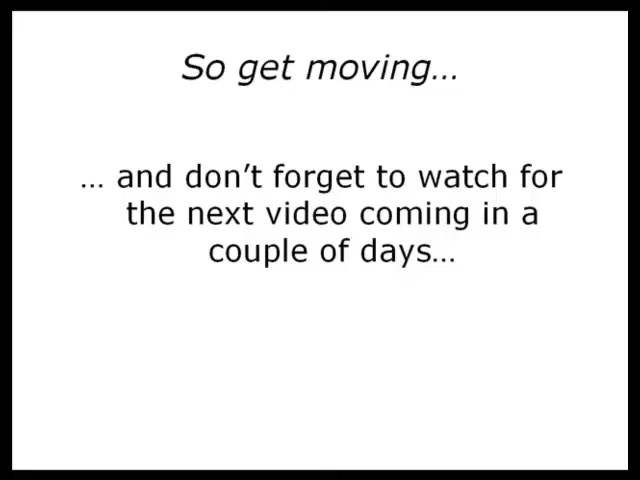 So get moving…
… and don’t forget to watch for
the next video coming in a
couple of days…